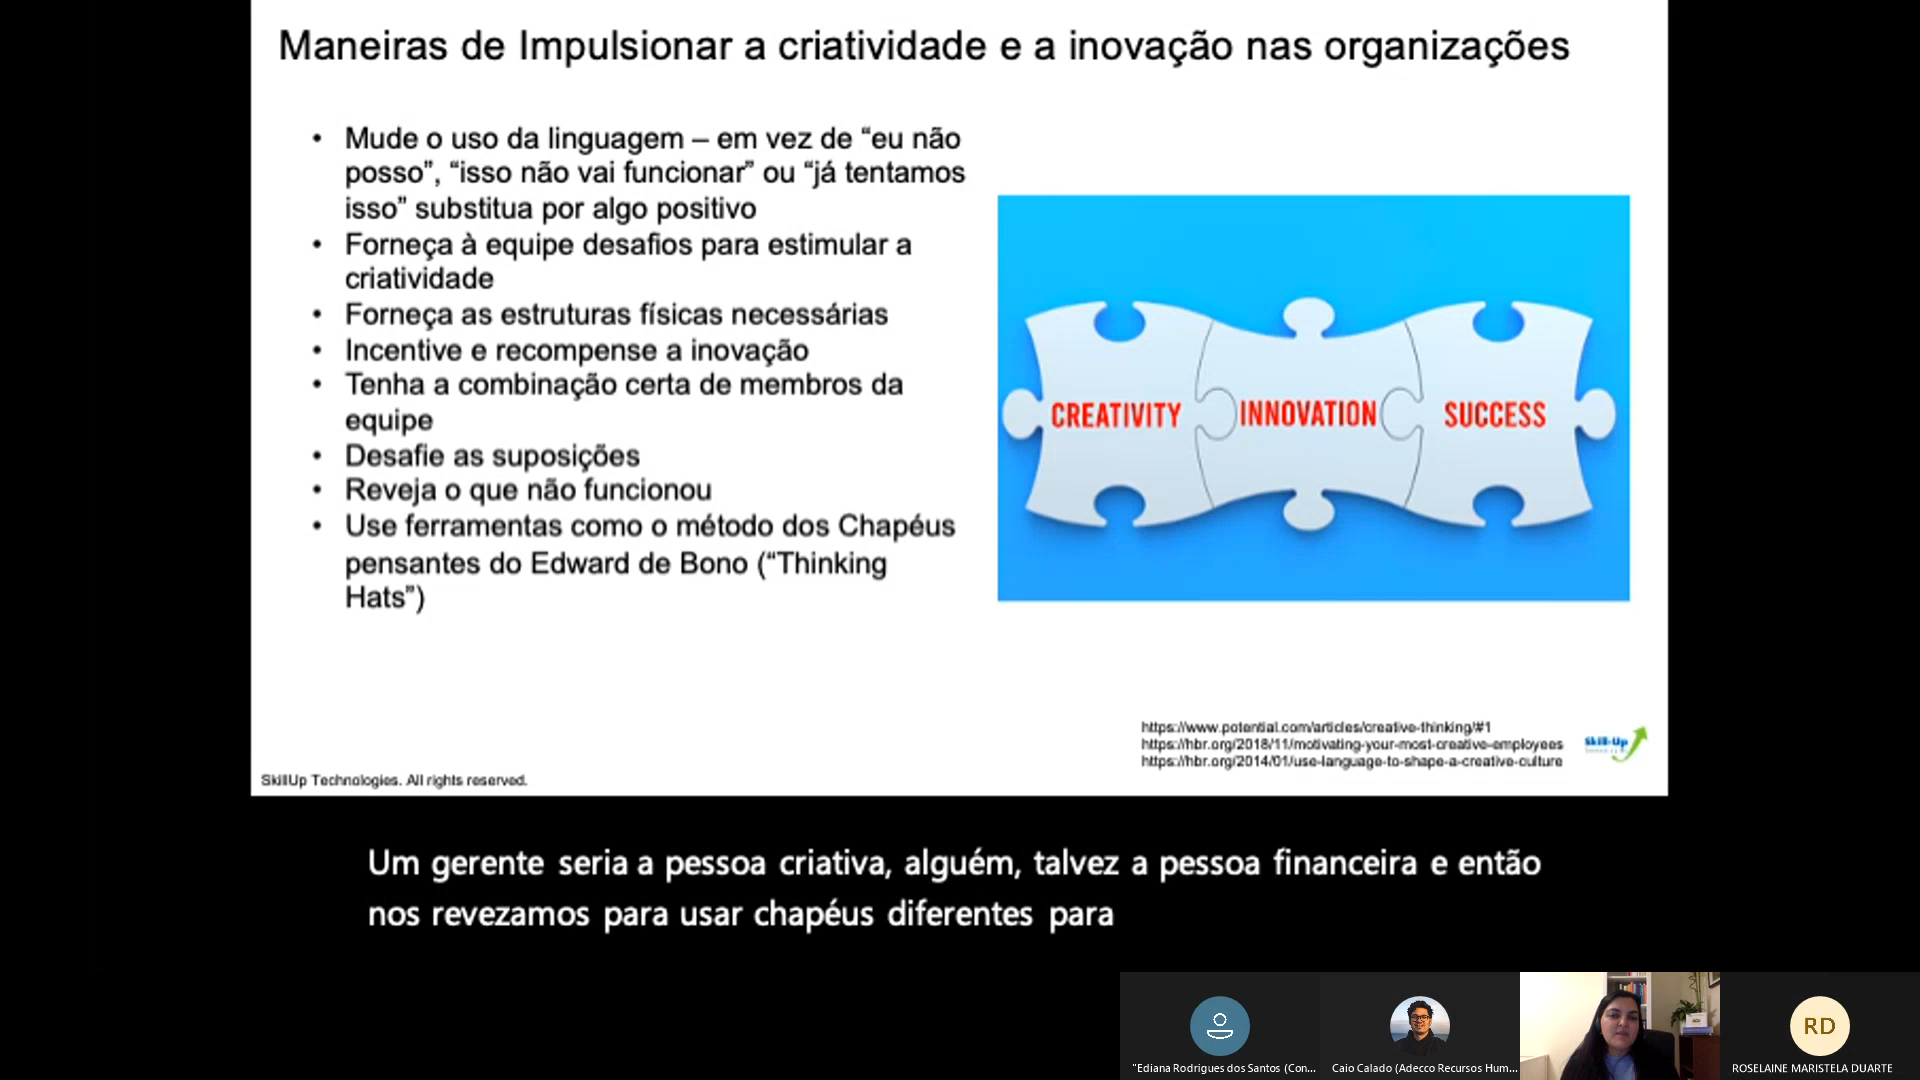 Maneiras de Impulsionar a criatividade e a inovação nas organizações
• Mude o uso da linguagem – em vez de “eu não
posso”, “isso não vai funcionar” ou “já tentamos
isso” substitua por algo positivo
• Forneça à equipe desafios para estimular a
criatividade
• Forneça as estruturas físicas necessárias
• Incentive e recompense a inovação
• Tenha a combinação certa de membros da
equipe
• Desafie as suposições
• Reveja o que não funcionou
• Use ferramentas como o método dos Chapéus
pensantes do Edward de Bono (“Thinking
Hats”)
CREATIVITY INNOVATION SUCCESS
https://www.potential.com/articles/creative-thinking/#1
https://hbr.org/2018/11/motivating-your-most-creative-employees
https://hbr.org/2014/01/use-language-to-shape-a-creative-culture
Skill-Up
SkillUp Technologies. All rights reserved.
Um gerente seria a pessoa criativa, alguém, talvez a pessoa financeira e então
nos revezamos para usar chapéus diferentes para
RD
"Ediana Rodrigues dos Santos (Con...
Caio Calado (Adecco Recursos Hum...
ROSELAINE MARISTELA DUARTE